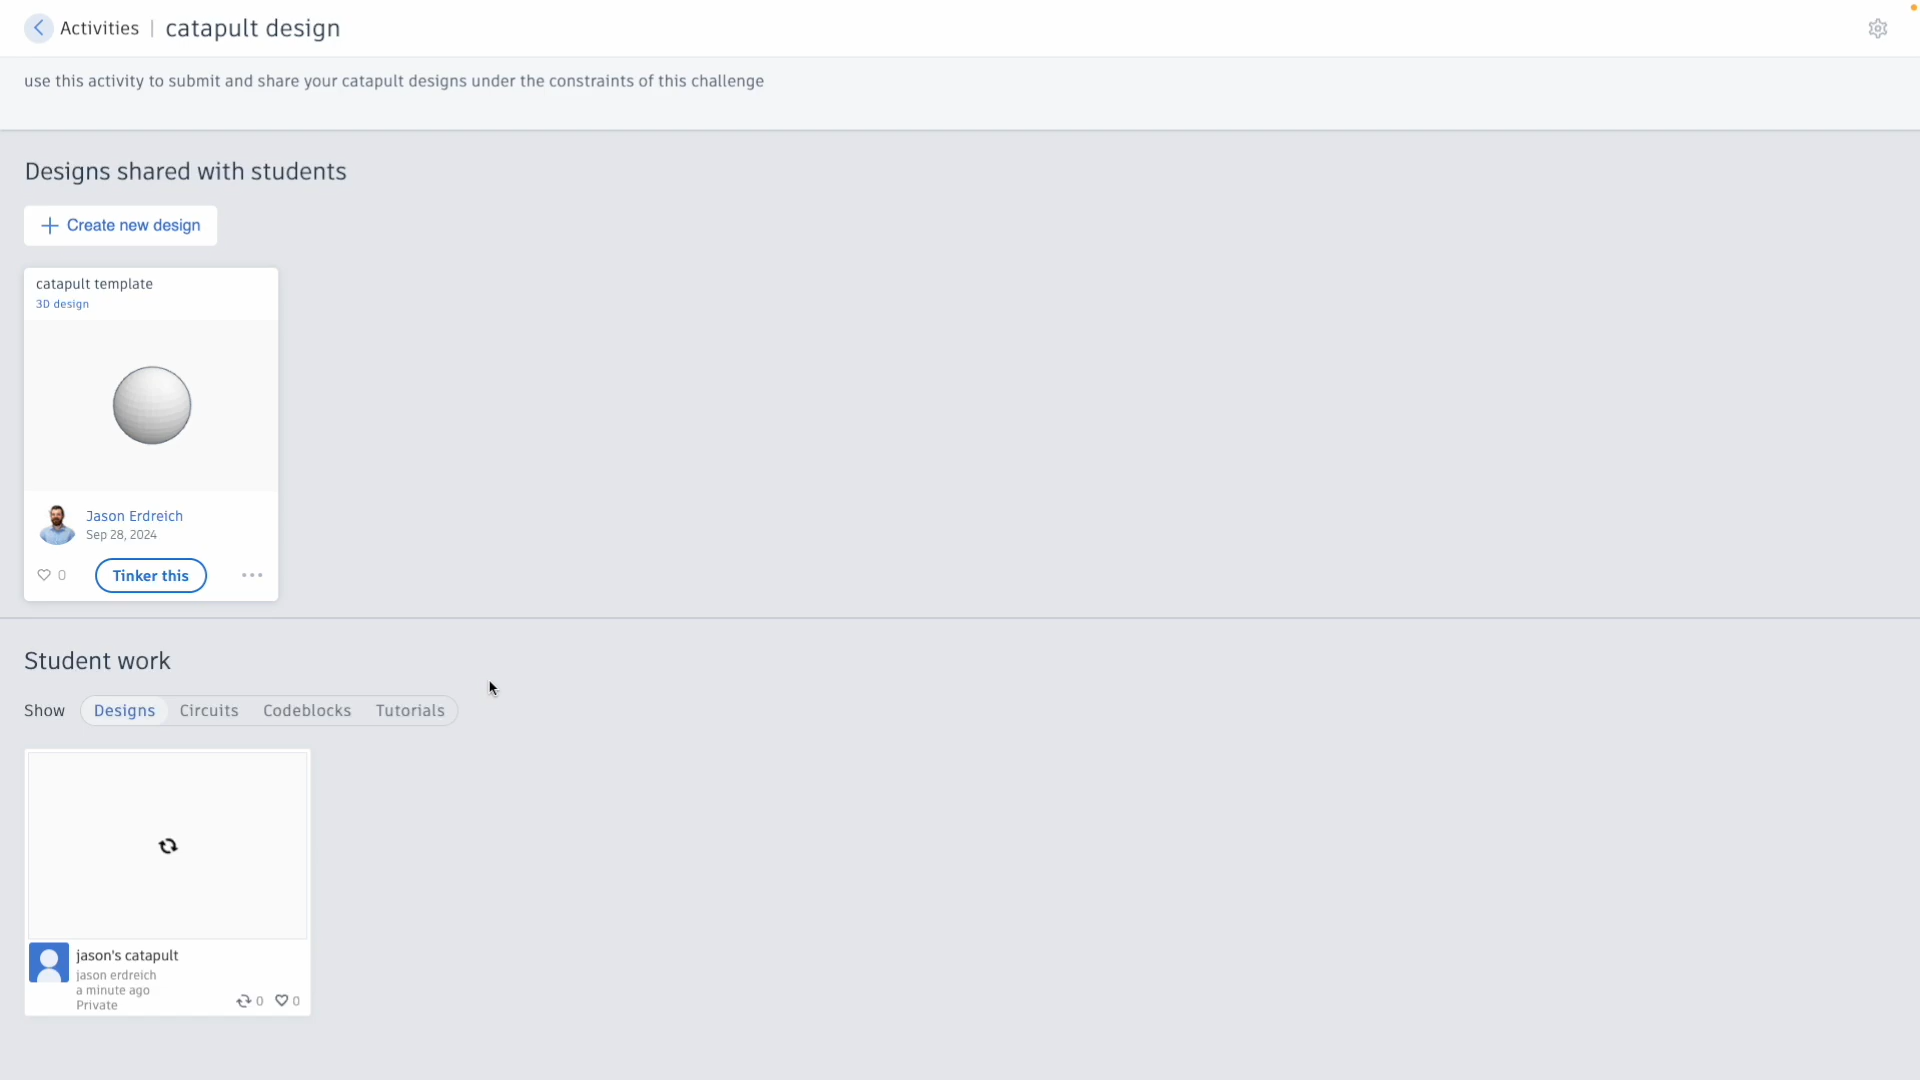 Activities | catapult design
use this activity to submit and share your catapult designs under the constraints of this challenge
Designs shared with students
Create new design
catapult template
3D design
Jason Erdreich
Sep 28, 2024
0 Tinker this
Student work
Show Designs Circuits Codeblocks Tutorials
jason's catapult
jason erdreich
a minute ago
Private 0 0